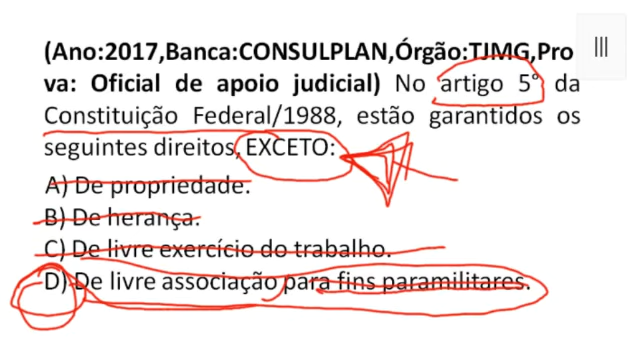 (Ano:2017,Banca:CONSULPLAN,Órgão:TJMG,Pro
va: Oficial de apoio judicial) No artigo 5° da
Constituição Federal/1988, estão garantidos os
seguintes direitos, EXCETO:
A) De propriedade.
B) De herança.
C) De livre exercício do trabalho.
D) De livre associação para fins paramilitares.